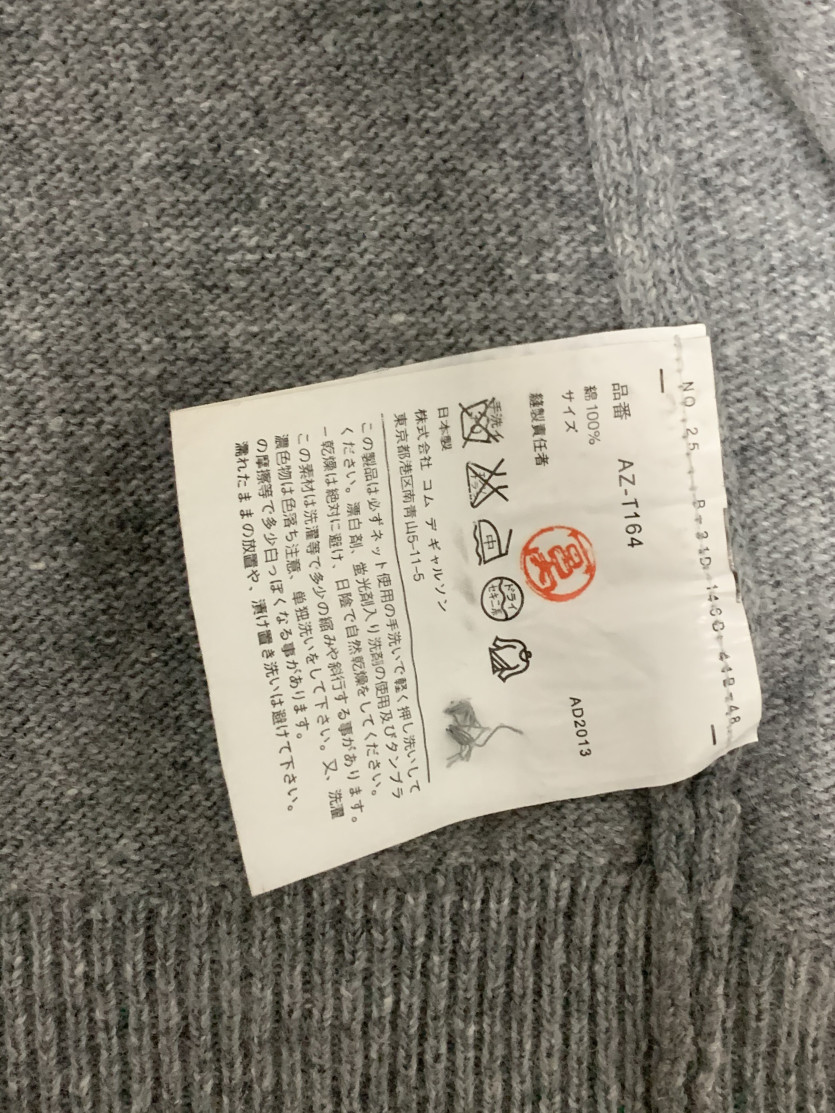 品番 AZ-T164
綿 100%
サイズ
AD2013
縫製責任者
手洗イ
中
ドライ
セキユ系
日本製
株式会社 コム デ ギャルソン
東京都港区南青山5-11-5
この製品は必ずネット使用の手洗いで軽く押し洗いして
ください。漂白剤、蛍光剤入り洗剤の使用及びタンブラ
ー乾燥は絶対に避け、日陰で自然乾燥をしてください。
この素材は洗濯等で多少の縮みや斜行する事があります。
濃色物は色落ち注意、単独洗いをして下さい。又、洗濯
の摩擦等で多少白っぽくなる事があります。
濡れたままの放置や、漬け置き洗いは避けて下さい。